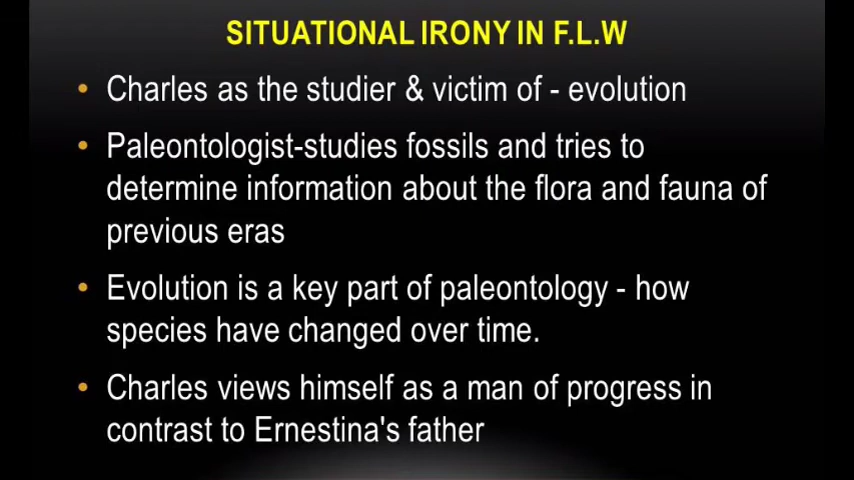 SITUATIONAL IRONY IN F.L.W
• Charles as the studier & victim of - evolution
• Paleontologist-studies fossils and tries to
determine information about the flora and fauna of
previous eras
• Evolution is a key part of paleontology - how
species have changed over time.
• Charles views himself as a man of progress in
contrast to Ernestina's father